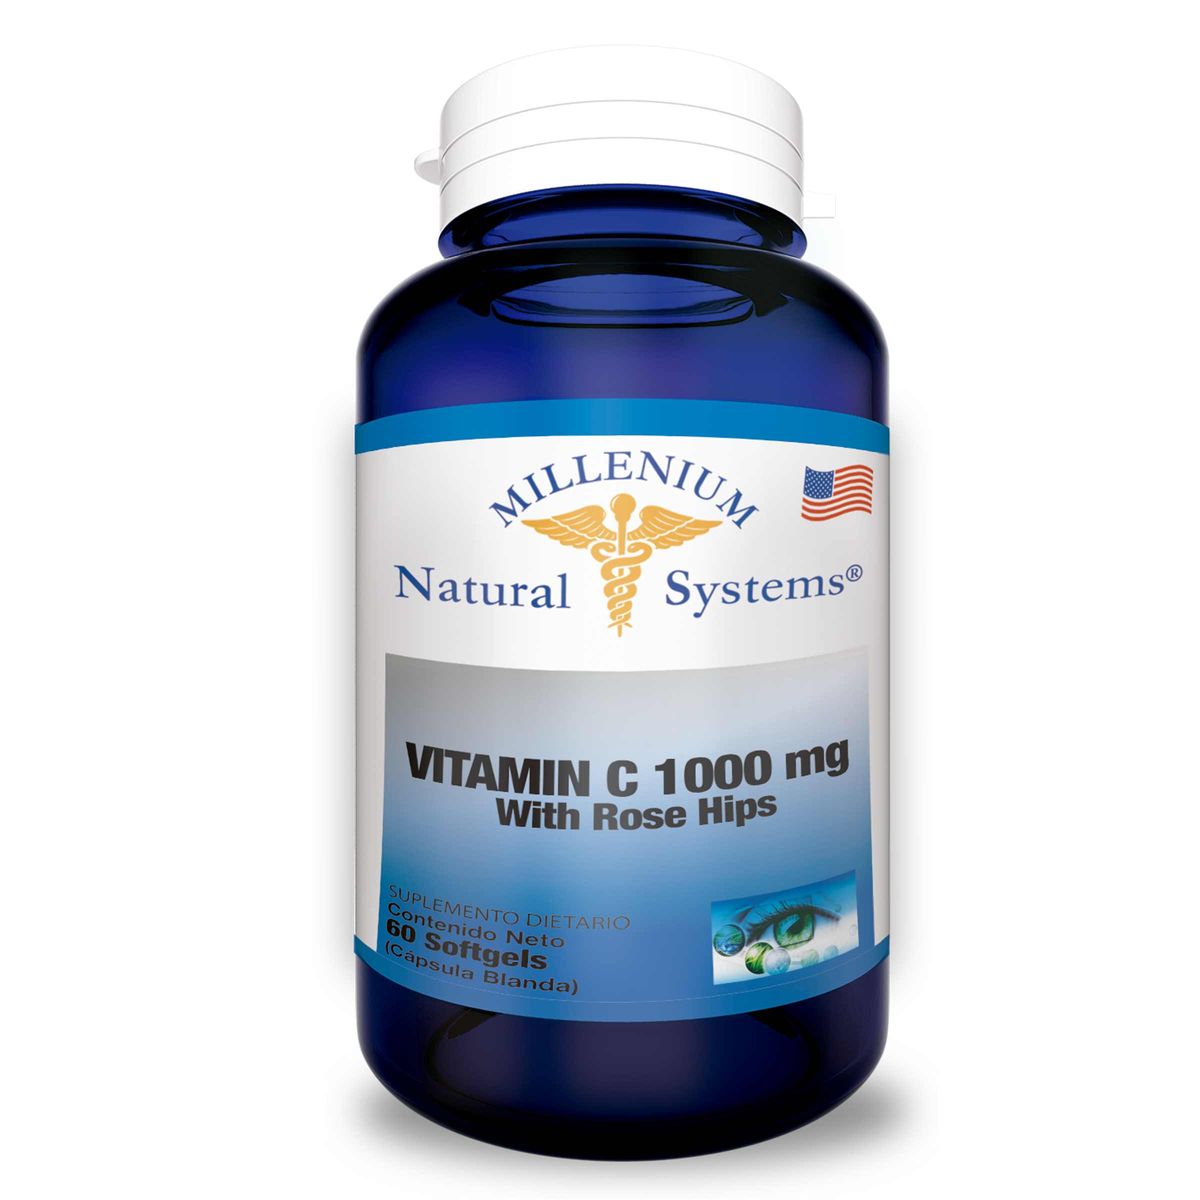 MILLENIUM
Natural Systems®
VITAMIN C 1000 mg
With Rose Hips
SUPLEMENTO DIETARIO
Contenido Neto
60 Softgels
(Cápsula Blanda)